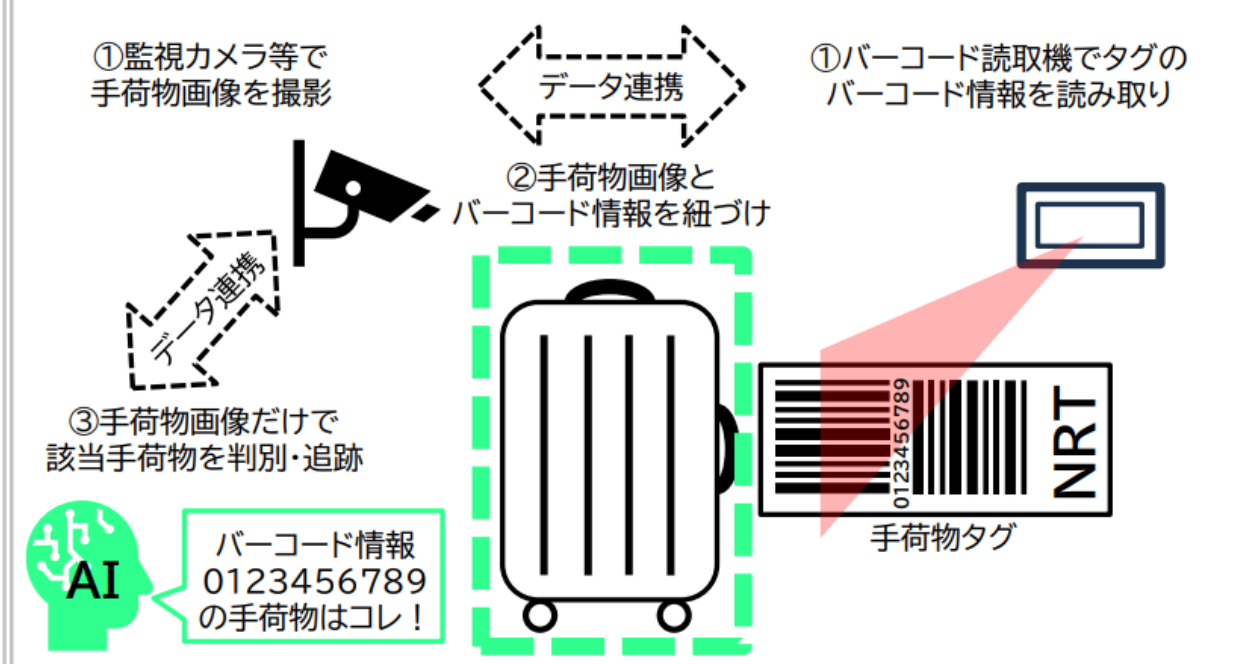 ①監視カメラ等で
手荷物画像を撮影
データ連携
①バーコード読取機でタグの
バーコード情報を読み取り
②手荷物画像と
バーコード情報を紐づけ
データ連携
③手荷物画像だけで
該当手荷物を判別・追跡
AI
バーコード情報
0123456789
の手荷物はコレ！
0123456789
NRT
手荷物タグ